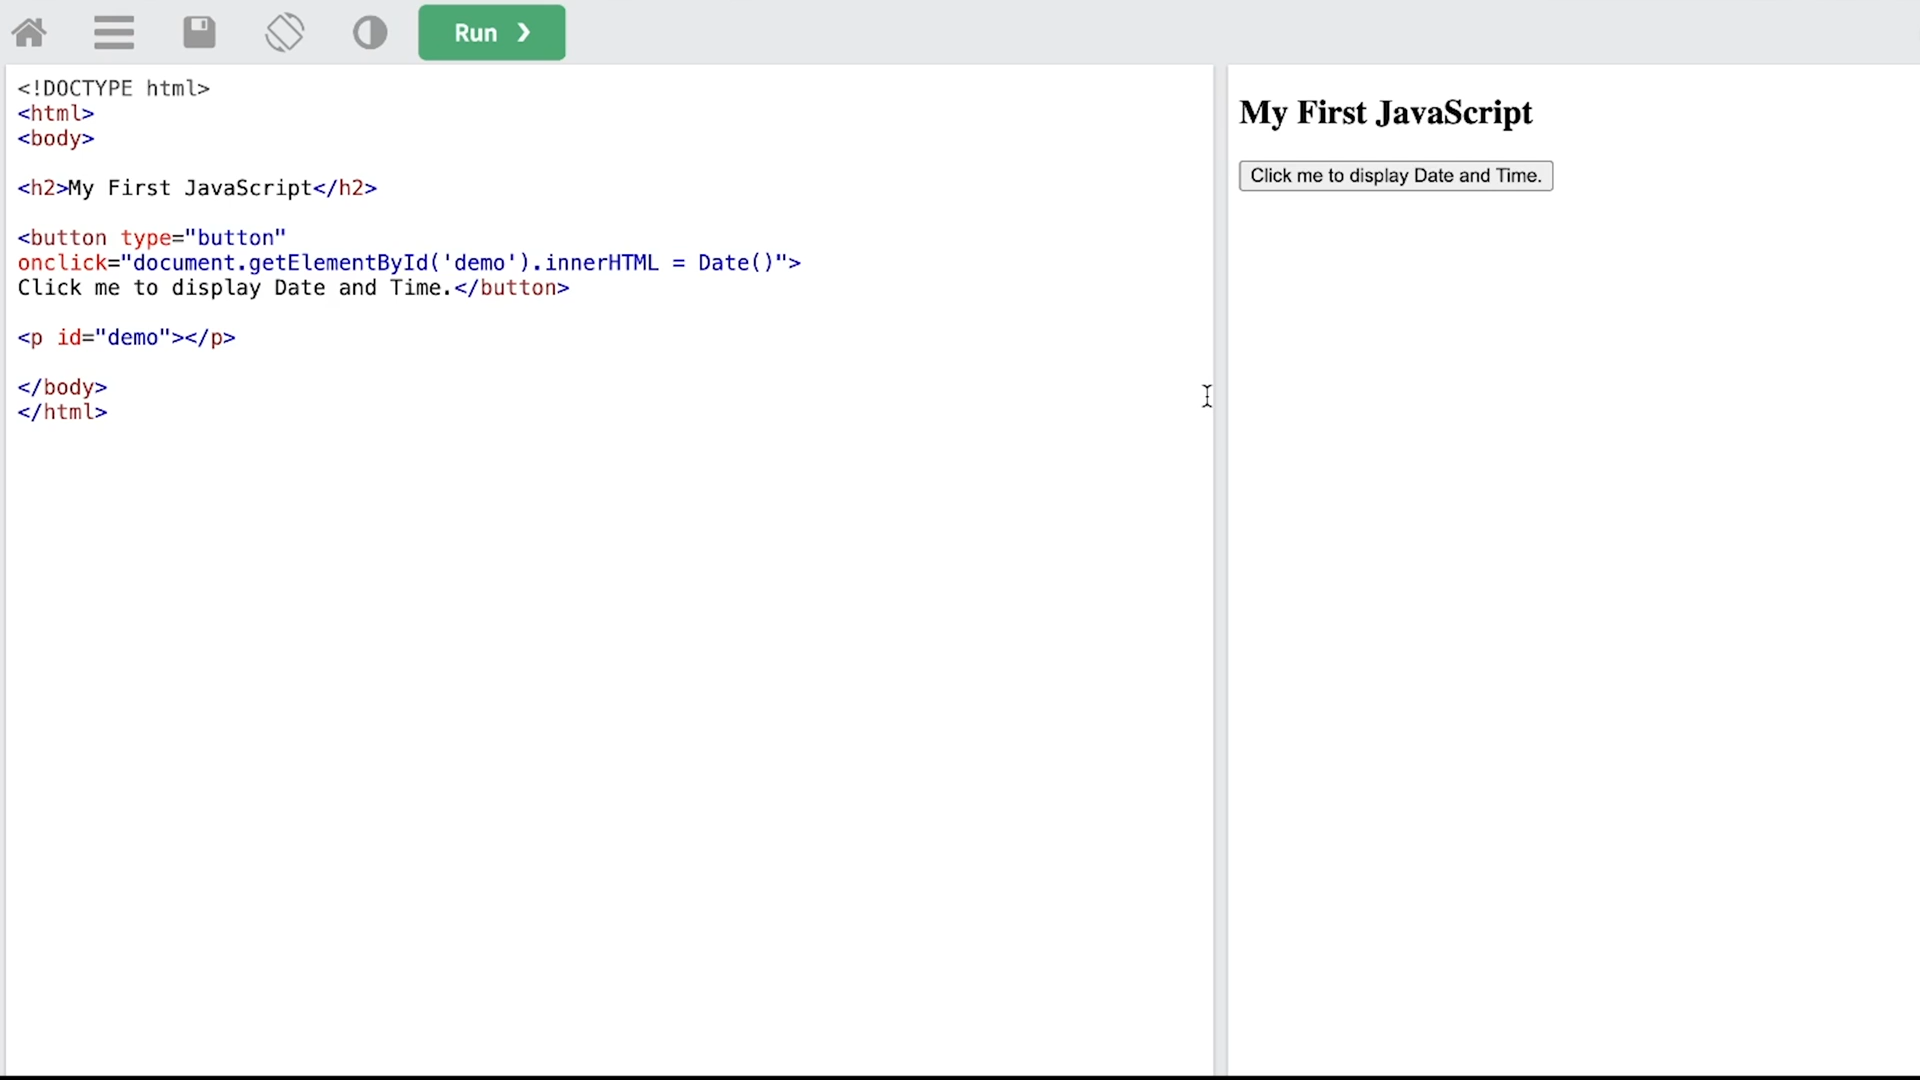 Run ❯
<!DOCTYPE html>
<html>
<body>
<h2>My First JavaScript</h2>
<button type="button"
onclick="document.getElementById('demo').innerHTML = Date()">
Click me to display Date and Time.</button>
<p id="demo"></p>
</body>
</html>
My First JavaScript
Click me to display Date and Time.